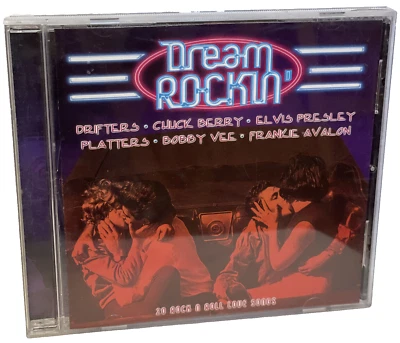 Dream
ROCKIN'
DRIFTERS • CHUCK BERRY • ELVIS PRESLEY
PLATTERS • BOBBY VEE • FRANKIE AVALON
20 ROCK N ROLL LOVE SONGS